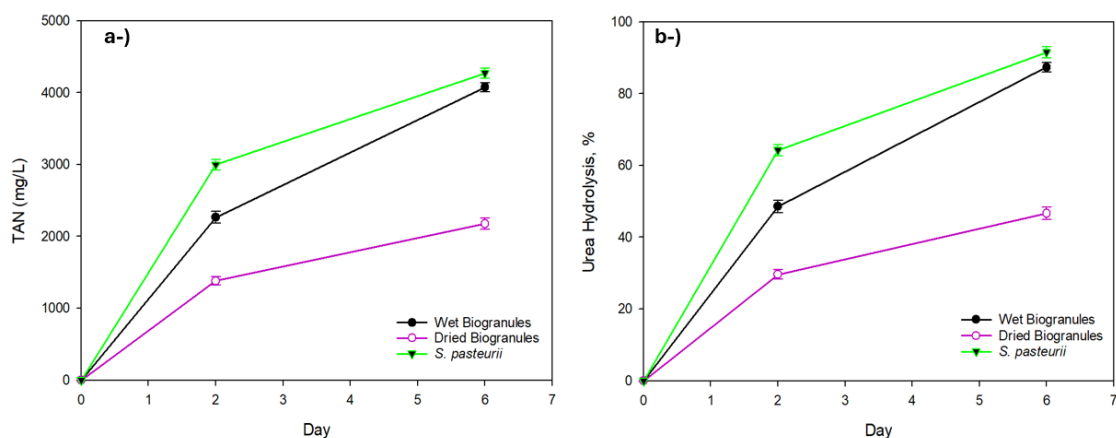 a-)
TAN (mg/L)
5000
4000
3000
2000
1000
0
0 1 2 3 4 5 6 7
Day
Wet Biogranules
Dried Biogranules
S. pasteurii
b-)
Urea Hydrolysis, %
100
80
60
40
20
0
0 1 2 3 4 5 6 7
Day
Wet Biogranules
Dried Biogranules
S. pasteurii